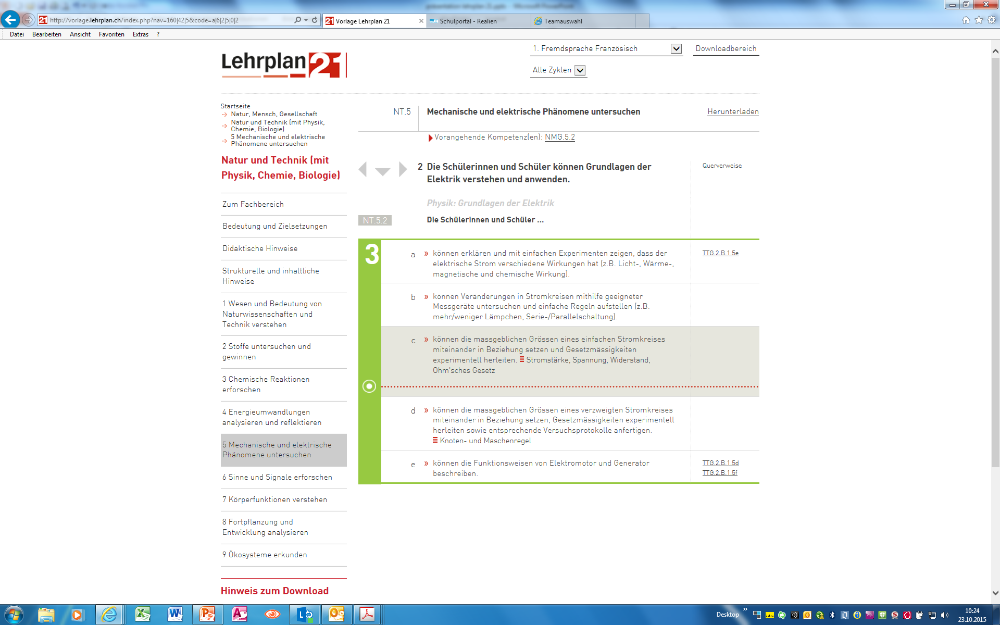 http://vorlage.lehrplan.ch/index.php?nav=160|42|5&code=a|6|2|5|0|2
Vorlage Lehrplan 21
Schulportal - Realien
Teamauswahl
Datei Bearbeiten Ansicht Favoriten Extras ?
Lehrplan 21
1. Fremdsprache Französisch
Downloadbereich
Alle Zyklen
Startseite
Natur, Mensch, Gesellschaft
Natur und Technik (mit Physik,
Chemie, Biologie)
5 Mechanische und elektrische
Phänomene untersuchen
Natur und Technik (mit
Physik, Chemie, Biologie)
Zum Fachbereich
Bedeutung und Zielsetzungen
Didaktische Hinweise
Strukturelle und inhaltliche
Hinweise
1 Wesen und Bedeutung von
Naturwissenschaften und
Technik verstehen
2 Stoffe untersuchen und
gewinnen
3 Chemische Reaktionen
erforschen
4 Energieumwandlungen
analysieren und reflektieren
5 Mechanische und elektrische
Phänomene untersuchen
6 Sinne und Signale erforschen
7 Körperfunktionen verstehen
8 Fortpflanzung und
Entwicklung analysieren
9 Ökosysteme erkunden
Hinweis zum Download
NT.5 Mechanische und elektrische Phänomene untersuchen
Herunterladen
Vorangehende Kompetenz(en): NMG.5.2
2 Die Schülerinnen und Schüler können Grundlagen der
Elektrik verstehen und anwenden.
Querverweise
Physik: Grundlagen der Elektrik
NT.5.2 Die Schülerinnen und Schüler ...
3
a » können erklären und mit einfachen Experimenten zeigen, dass der
elektrische Strom verschiedene Wirkungen hat (z.B. Licht-, Wärme-,
magnetische und chemische Wirkung).
TTG.2.B.1.5e
b » können Veränderungen in Stromkreisen mithilfe geeigneter
Messgeräte untersuchen und einfache Regeln aufstellen (z.B.
mehr/weniger Lämpchen, Serie-/Parallelschaltung).
c » können die massgeblichen Grössen eines einfachen Stromkreises
miteinander in Beziehung setzen und Gesetzmässigkeiten
experimentell herleiten. Stromstärke, Spannung, Widerstand,
Ohm'sches Gesetz
d » können die massgeblichen Grössen eines verzweigten Stromkreises
miteinander in Beziehung setzen, Gesetzmässigkeiten experimentell
herleiten sowie entsprechende Versuchsprotokolle anfertigen.
Knoten- und Maschenregel
e » können die Funktionsweisen von Elektromotor und Generator
beschreiben.
TTG.2.B.1.5d
TTG.2.B.1.5f
Desktop
10:24
23.10.2015